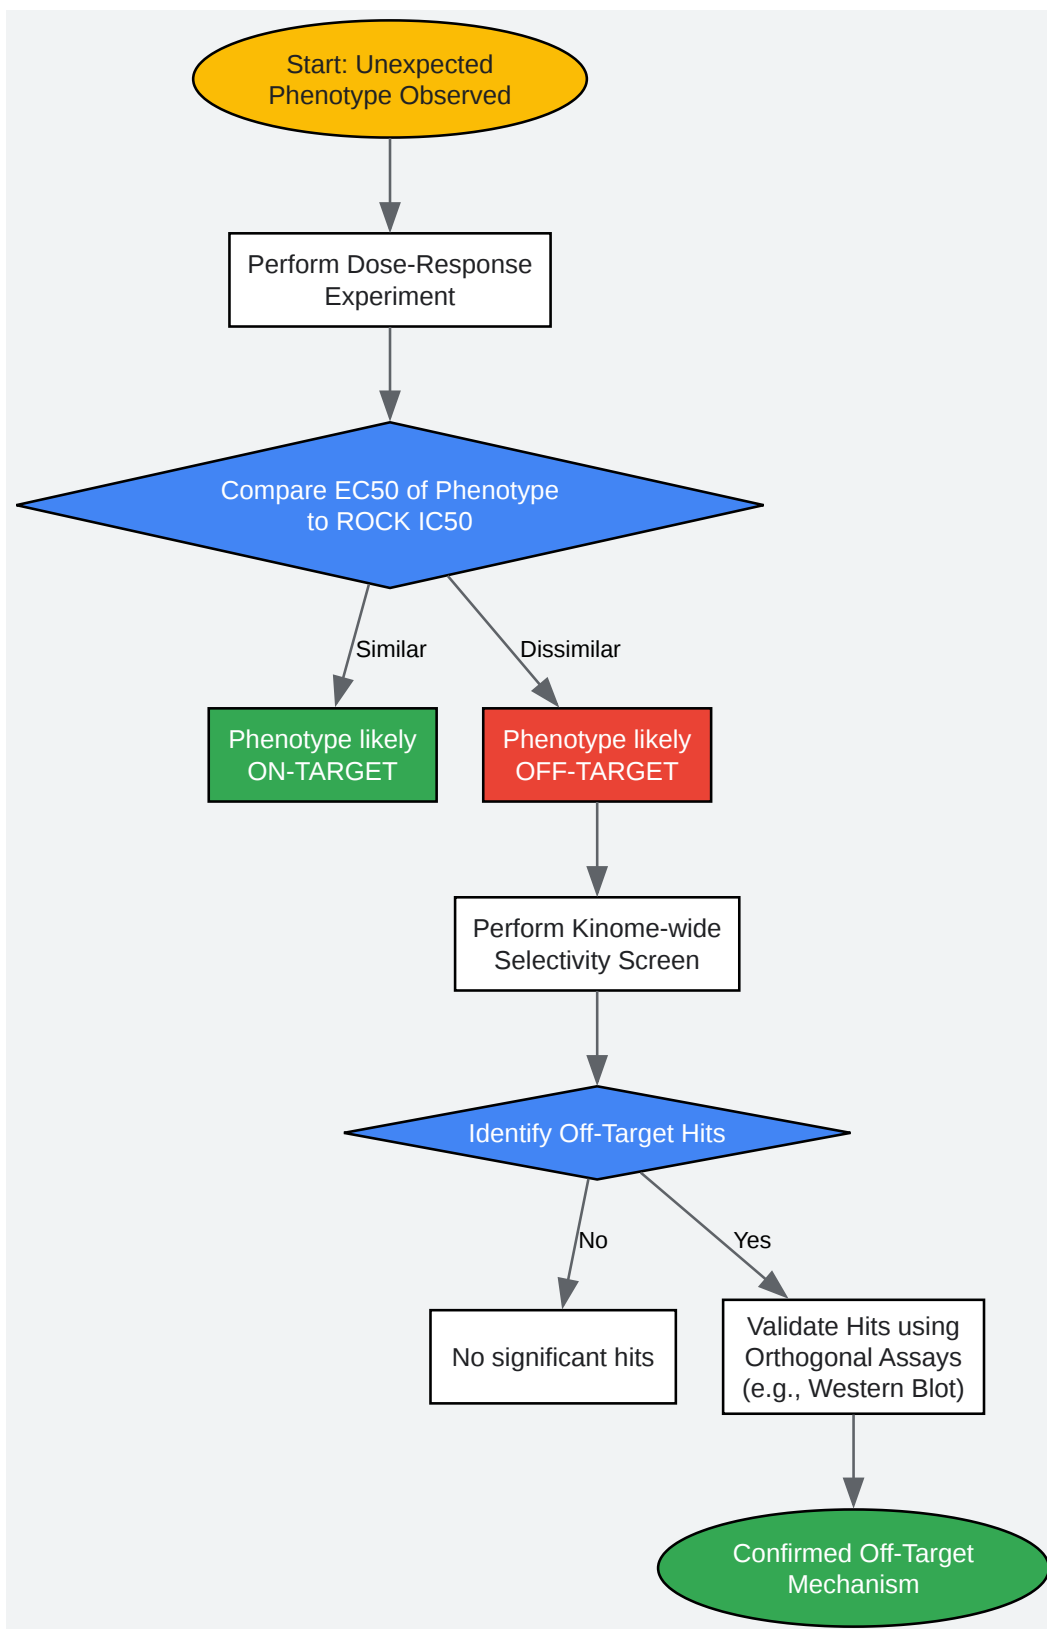 Start: Unexpected
Phenotype Observed
Perform Dose-Response
Experiment
Compare EC50 of Phenotype
to ROCK IC50
Similar
Dissimilar
Phenotype likely
ON-TARGET
Phenotype likely
OFF-TARGET
Perform Kinome-wide
Selectivity Screen
Identify Off-Target Hits
No
Yes
No significant hits
Validate Hits using
Orthogonal Assays
(e.g., Western Blot)
Confirmed Off-Target
Mechanism